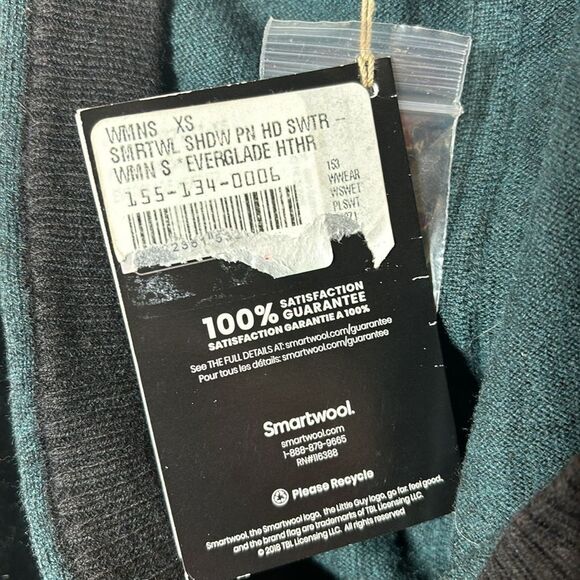 WMNS XS
SMRTWL SHDW PN HD SWTR --
WMN S *EVERGLADE HTHR
155-134-0006
153
WWEAR
WSWET
PLSWT
100% SATISFACTION GUARANTEE
SATISFACTION GARANTIE A 100%
See THE FULL DETAILS AT: smartwool.com/guarantee
Pour tous les détails: smartwool.com/guarantee
Smartwool.
smartwool.com
1-888-879-9665
RN#116388
Please Recycle
Smartwool, the Smartwool logo, the Little Guy logo, go far. feel good,
and the brand flag are trademarks of TBL Licensing LLC.
© 2018 TBL Licensing LLC. All rights reserved